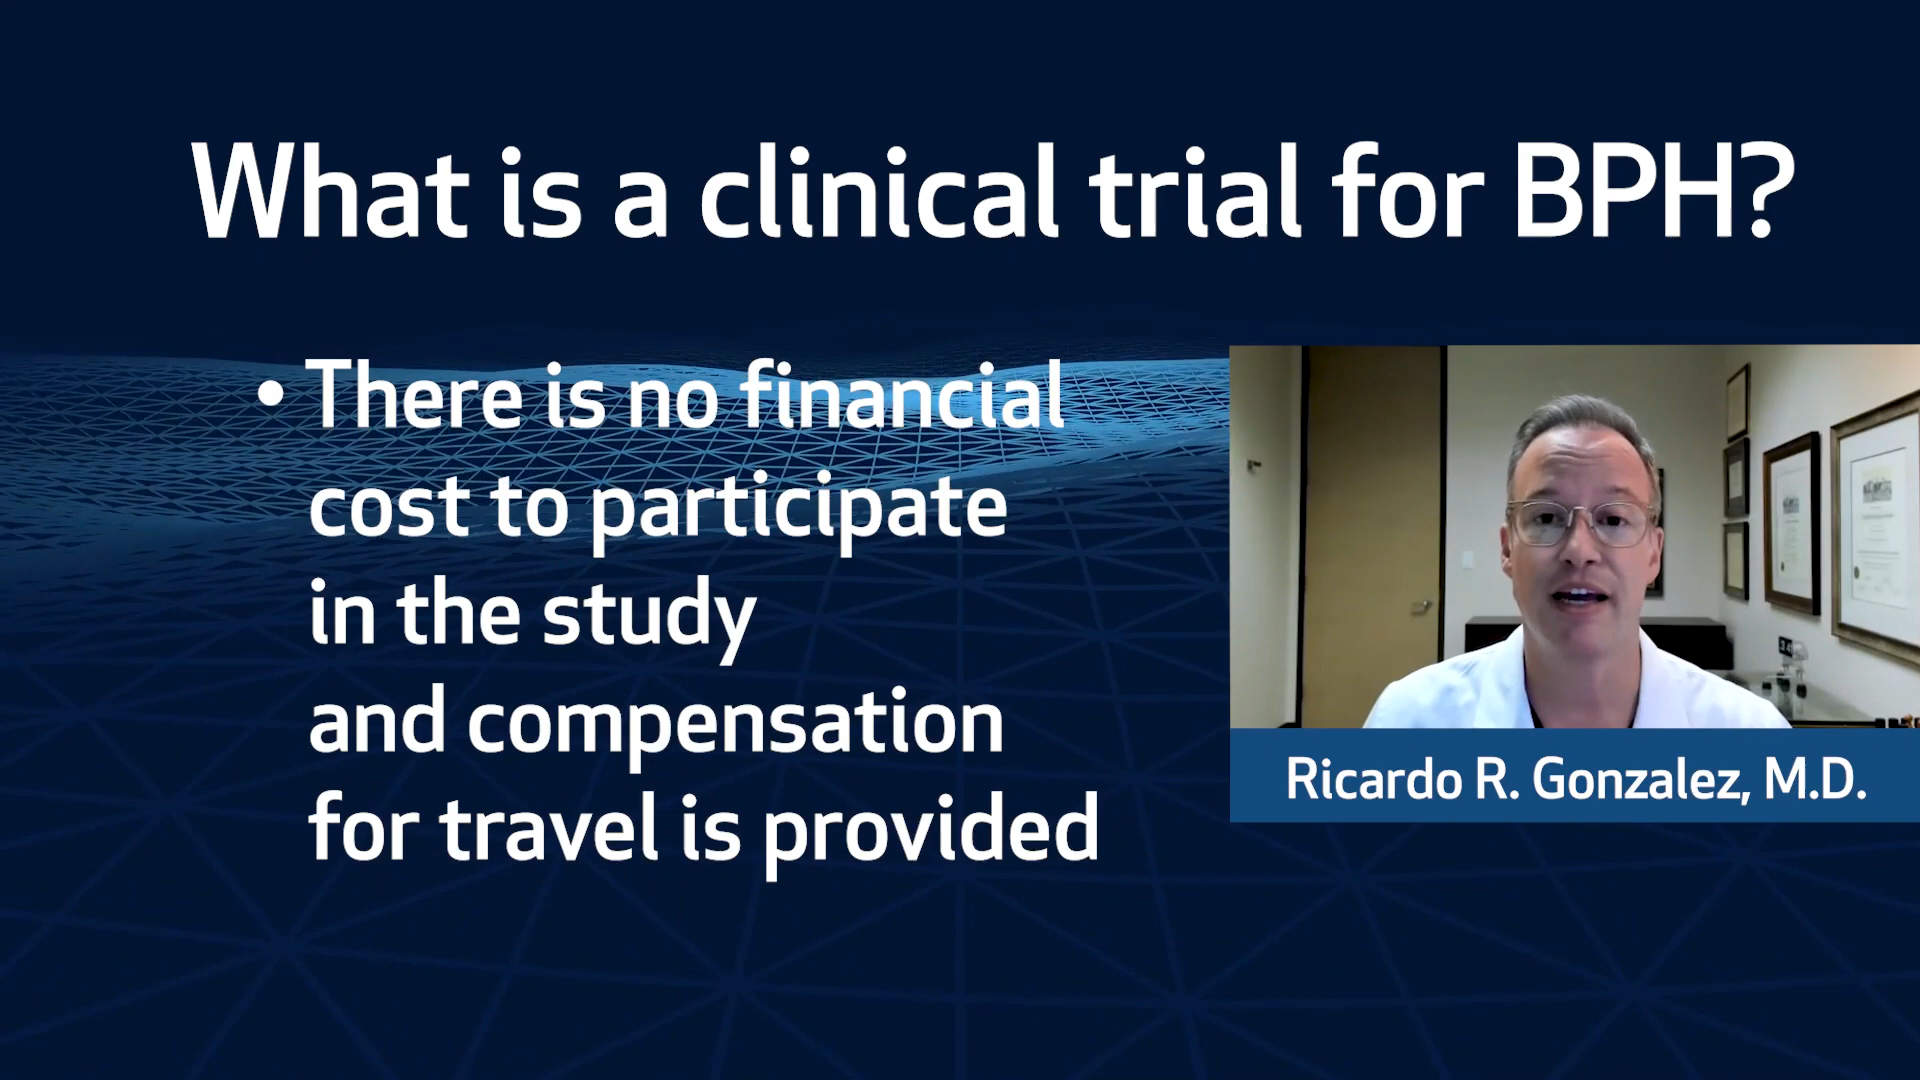 What is a clinical trial for BPH?
• There is no financial
cost to participate
in the study
and compensation
for travel is provided
Ricardo R. Gonzalez, M.D.